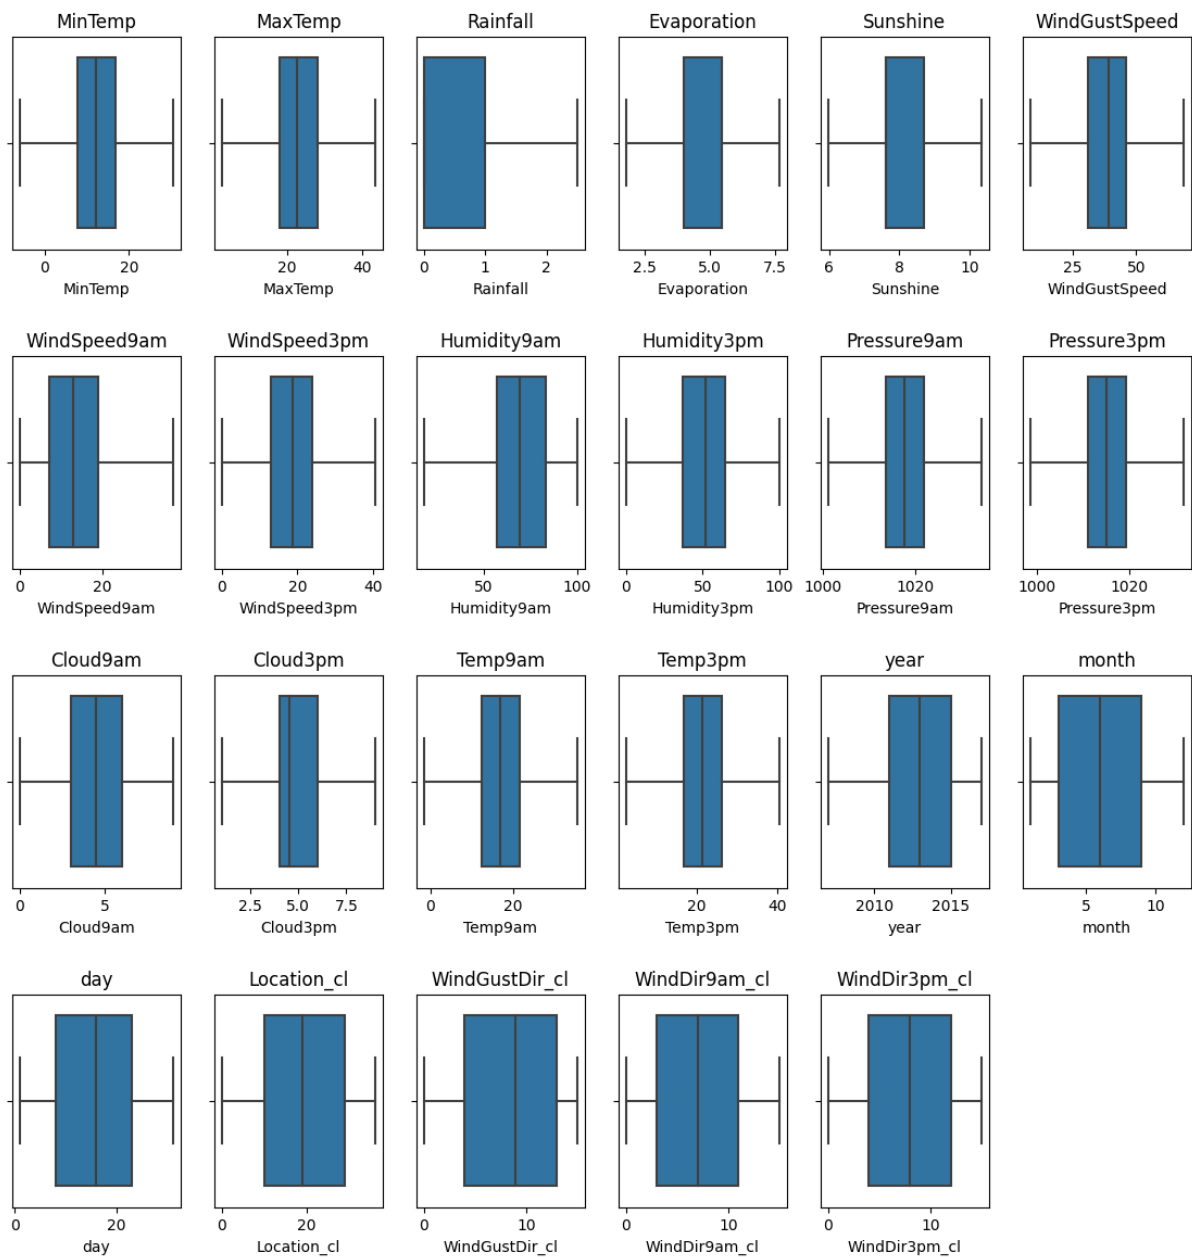 MinTemp MaxTemp Rainfall Evaporation Sunshine WindGustSpeed
0 20 20 40 0 1 2 2.5 5.0 7.5 6 8 10 25 50
MinTemp MaxTemp Rainfall Evaporation Sunshine WindGustSpeed
WindSpeed9am WindSpeed3pm Humidity9am Humidity3pm Pressure9am Pressure3pm
0 20 0 20 40 50 100 0 50 100 1000 1020 1000 1020
WindSpeed9am WindSpeed3pm Humidity9am Humidity3pm Pressure9am Pressure3pm
Cloud9am Cloud3pm Temp9am Temp3pm year month
0 5 2.5 5.0 7.5 0 20 20 40 2010 2015 5 10
Cloud9am Cloud3pm Temp9am Temp3pm year month
day Location_cl WindGustDir_cl WindDir9am_cl WindDir3pm_cl
0 20 0 20 0 10 0 10 0 10
day Location_cl WindGustDir_cl WindDir9am_cl WindDir3pm_cl